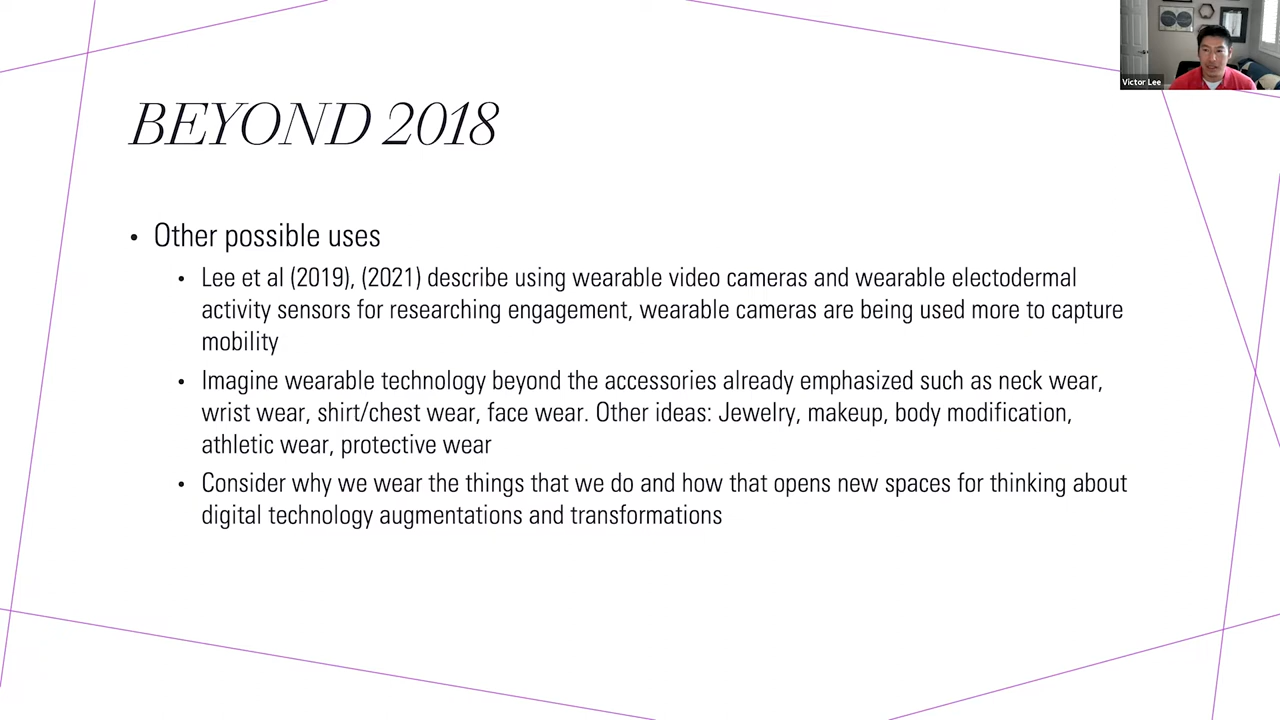 Victor Lee
BEYOND 2018
• Other possible uses
• Lee et al (2019), (2021) describe using wearable video cameras and wearable electodermal
activity sensors for researching engagement, wearable cameras are being used more to capture
mobility
• Imagine wearable technology beyond the accessories already emphasized such as neck wear,
wrist wear, shirt/chest wear, face wear. Other ideas: Jewelry, makeup, body modification,
athletic wear, protective wear
• Consider why we wear the things that we do and how that opens new spaces for thinking about
digital technology augmentations and transformations